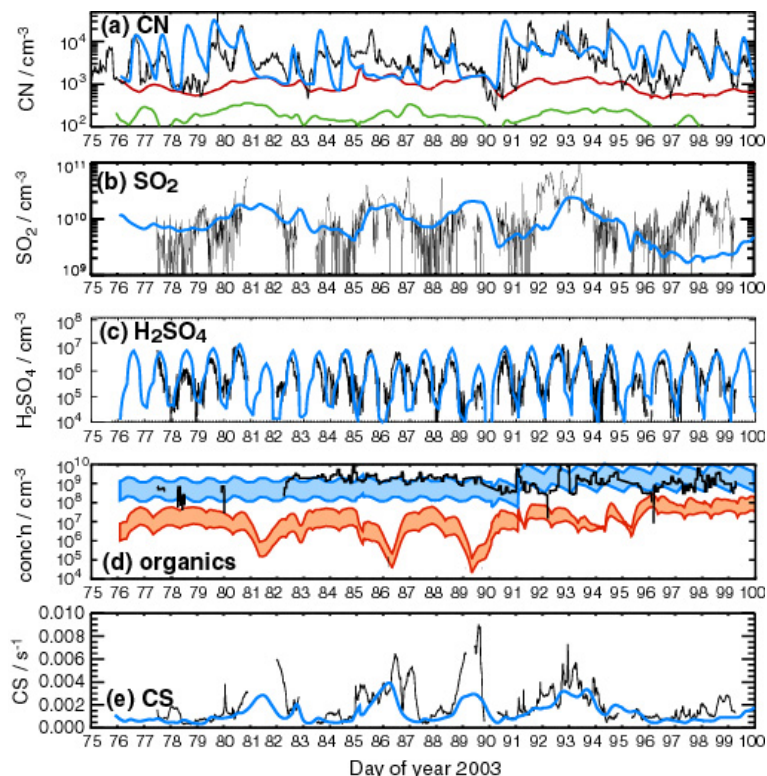 (a) CN
CN / cm⁻³
10⁴
10³
10²
75 76 77 78 79 80 81 82 83 84 85 86 87 88 89 90 91 92 93 94 95 96 97 98 99 100
(b) SO₂
SO₂ / cm⁻³
10¹¹
10¹⁰
10⁹
75 76 77 78 79 80 81 82 83 84 85 86 87 88 89 90 91 92 93 94 95 96 97 98 99 100
(c) H₂SO₄
H₂SO₄ / cm⁻³
10⁸
10⁷
10⁶
10⁵
10⁴
75 76 77 78 79 80 81 82 83 84 85 86 87 88 89 90 91 92 93 94 95 96 97 98 99 100
(d) organics
conc'n / cm⁻³
10¹⁰
10⁹
10⁸
10⁷
10⁶
10⁵
10⁴
75 76 77 78 79 80 81 82 83 84 85 86 87 88 89 90 91 92 93 94 95 96 97 98 99 100
(e) CS
CS / s⁻¹
0.010
0.008
0.006
0.004
0.002
0.000
75 76 77 78 79 80 81 82 83 84 85 86 87 88 89 90 91 92 93 94 95 96 97 98 99 100
Day of year 2003